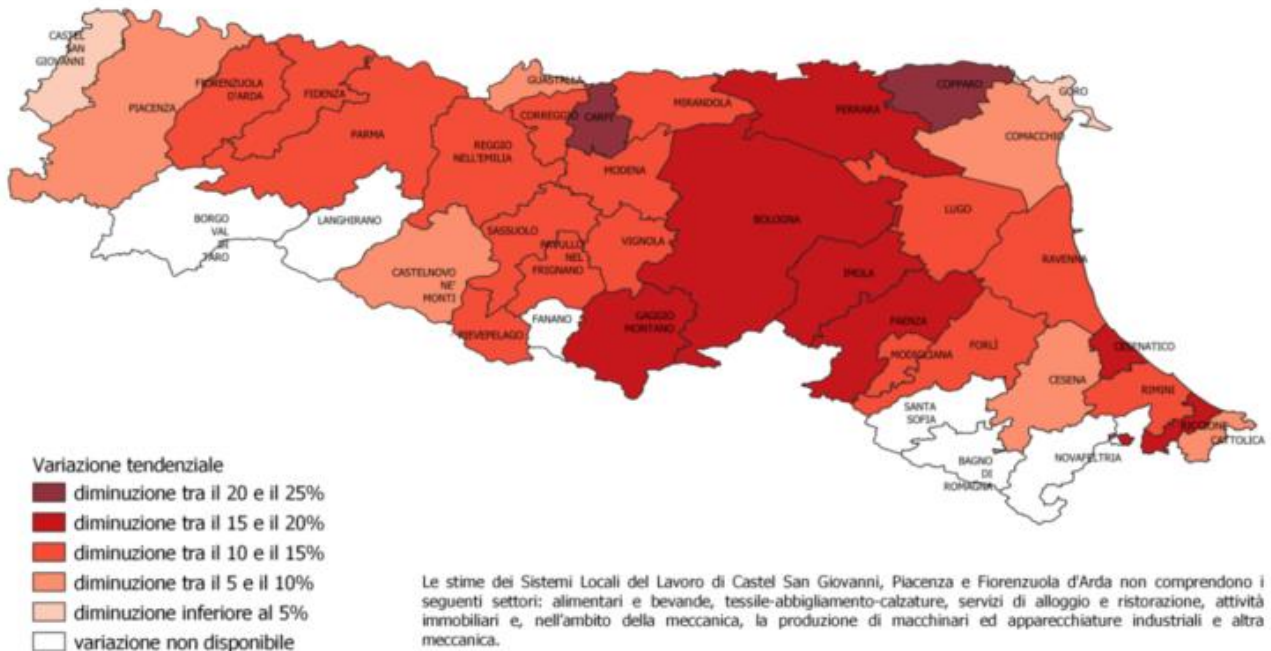 CASTEL
SAN
GIOVANNI
PIACENZA
FIORENZUOLA
D'ARDA
FIDENZA
PARMA
BORGO
VAL
DI
TARO
LANGHIRANO
GUASTALLA
CORREGGIO
CARPI
REGGIO
NELL'EMILIA
MIRANDOLA
MODENA
SASSUOLO
PAVULLO
NEL
FRIGNANO
VIGNOLA
CASTELNOVO
NE'
MONTI
PIEVEPELAGO
FANANO
GAGGIO
MONTANO
BOLOGNA
FERRARA
COPPARO
GORO
COMACCHIO
LUGO
RAVENNA
IMOLA
FAENZA
MODIGLIANA
FORLÌ
CESENA
CESENATICO
RIMINI
RICCIONE
CATTOLICA
SANTA
SOFIA
BAGNO
DI
ROMAGNA
NOVAFELTRIA
Variazione tendenziale
diminuzione tra il 20 e il 25%
diminuzione tra il 15 e il 20%
diminuzione tra il 10 e il 15%
diminuzione tra il 5 e il 10%
diminuzione inferiore al 5%
variazione non disponibile
Le stime dei Sistemi Locali del Lavoro di Castel San Giovanni, Piacenza e Fiorenzuola d'Arda non comprendono i
seguenti settori: alimentari e bevande, tessile-abbigliamento-calzature, servizi di alloggio e ristorazione, attività
immobiliari e, nell'ambito della meccanica, la produzione di macchinari ed apparecchiature industriali e altra
meccanica.